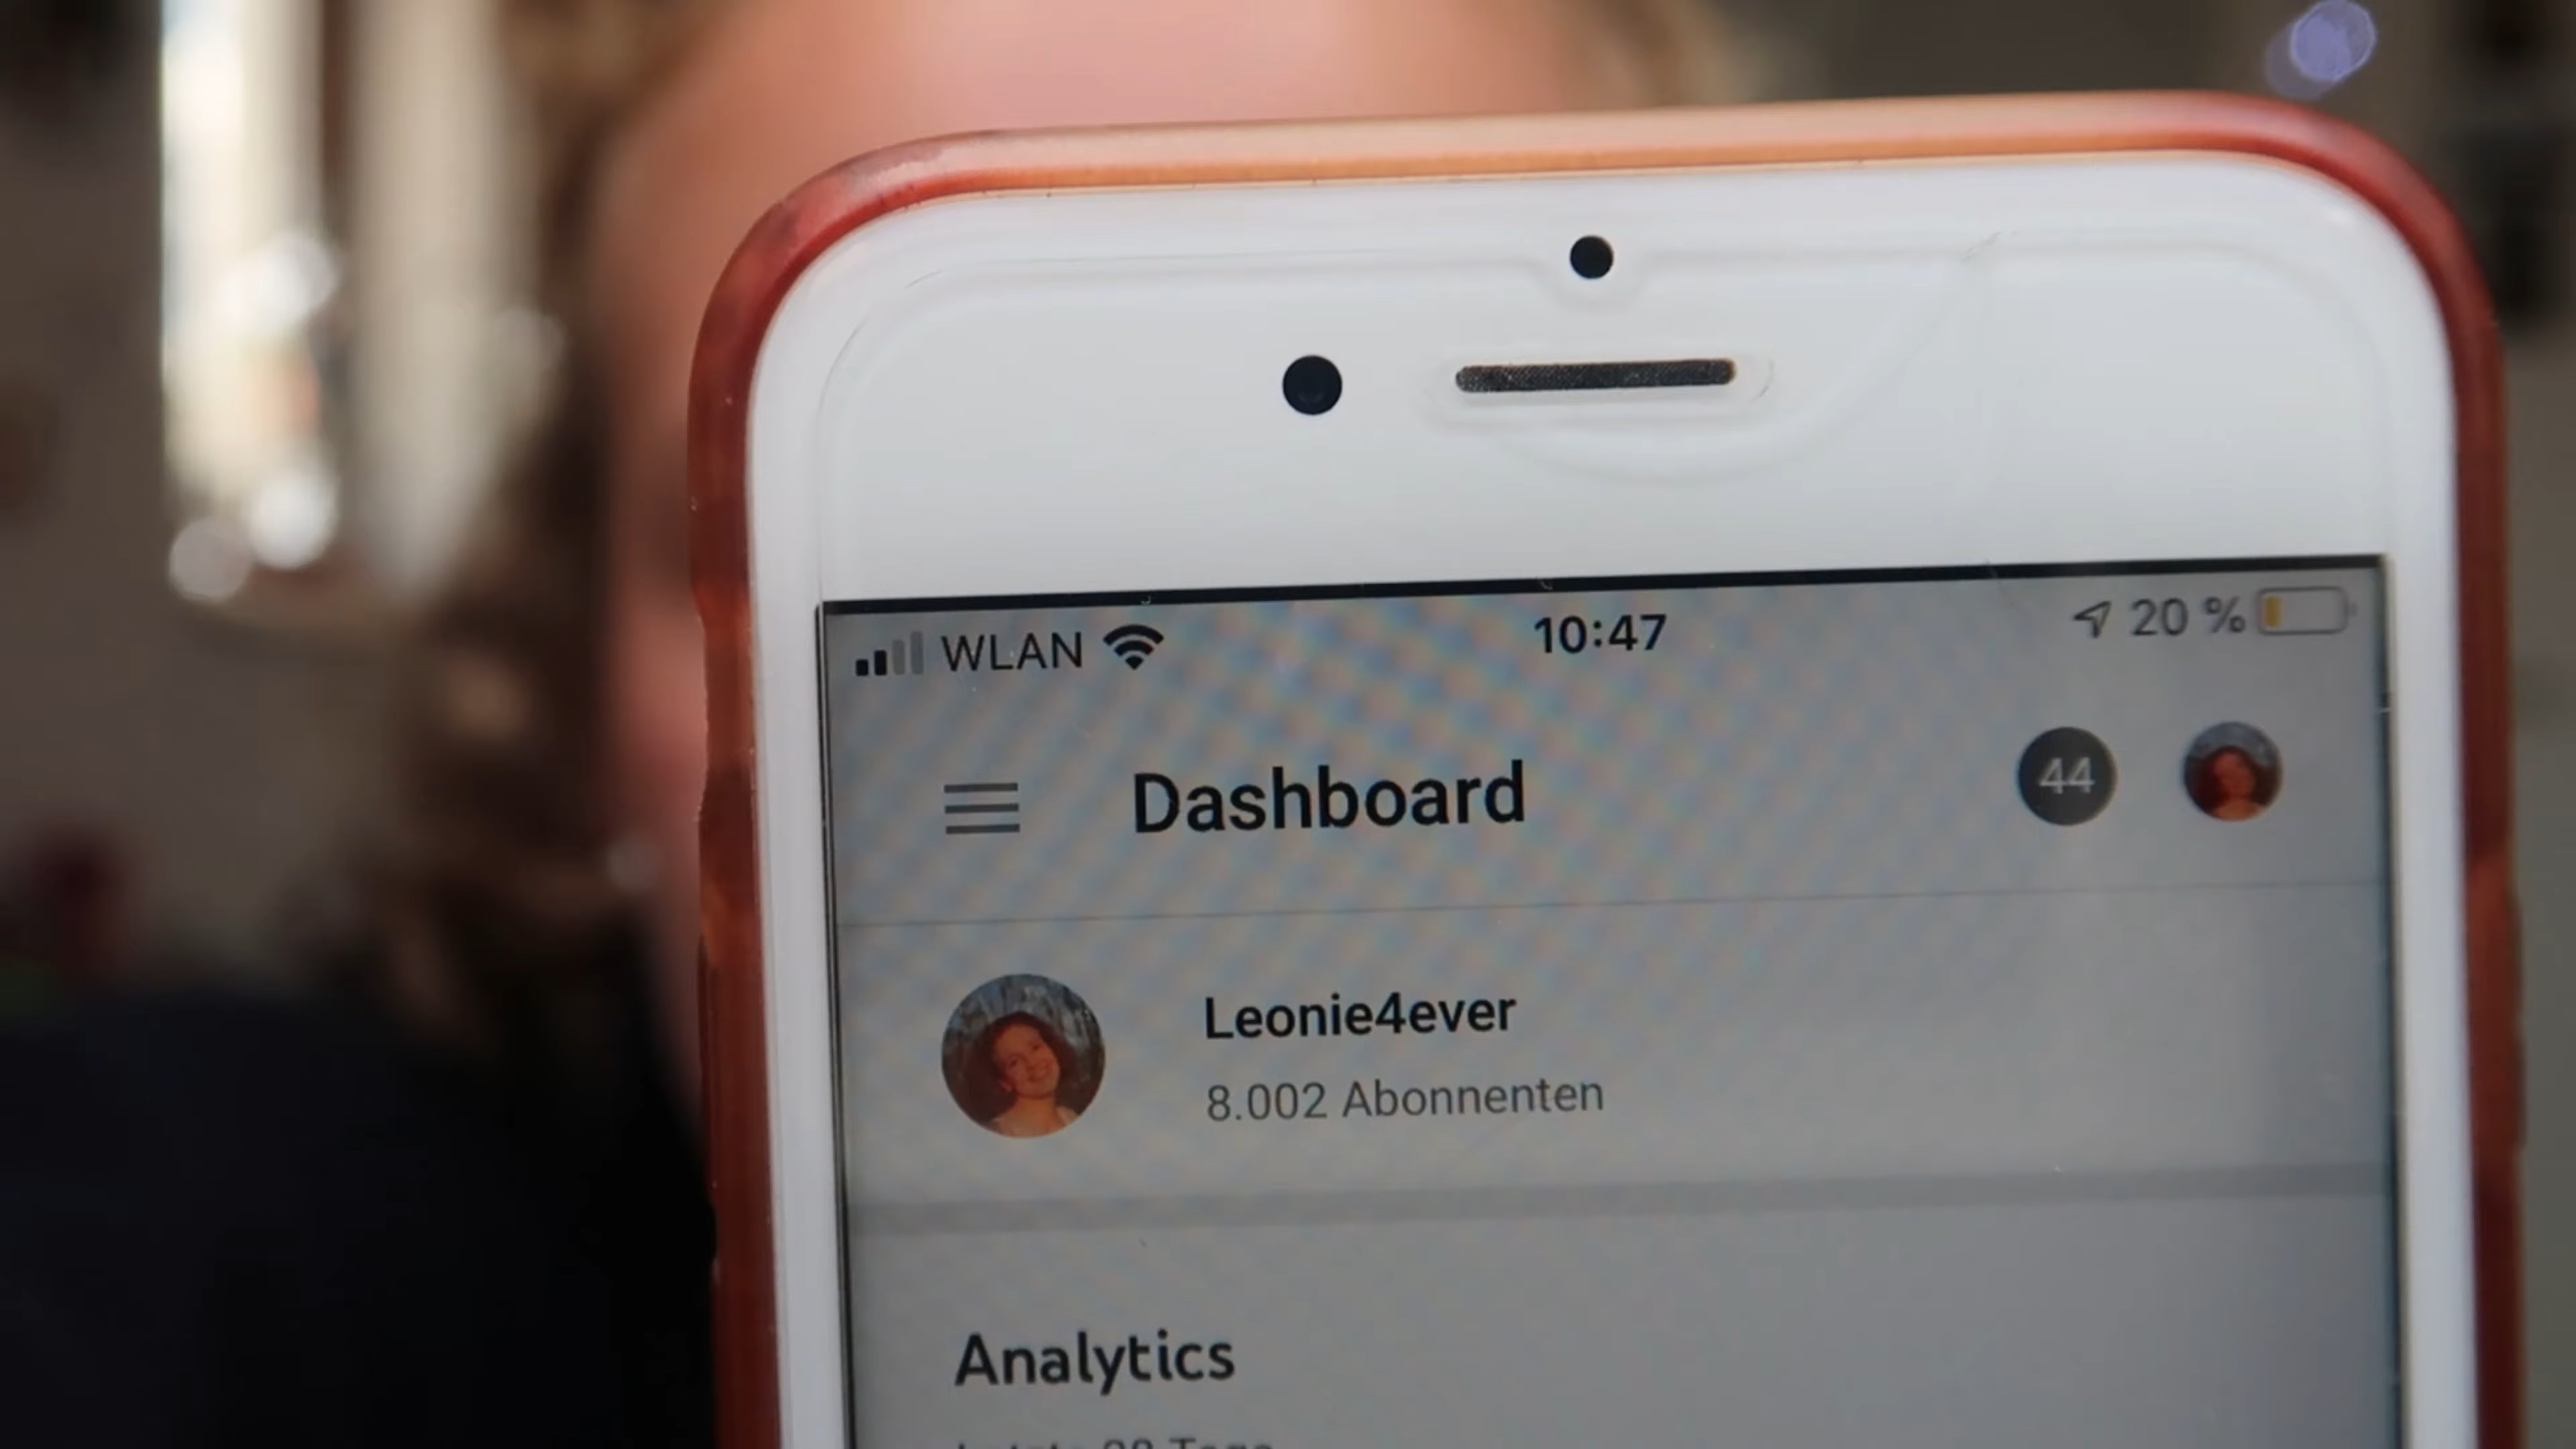 WLAN 10:47 20 %
Dashboard 44
Leonie4ever
8.002 Abonnenten
Analytics